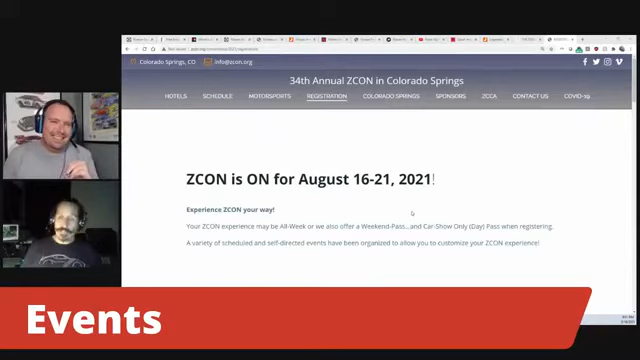 Colorado Springs, CO info@zcon.org
34th Annual ZCON in Colorado Springs
HOTELS SCHEDULE MOTORSPORTS REGISTRATION COLORADO SPRINGS SPONSORS ZCCA CONTACT US COVID-19
ZCON is ON for August 16-21, 2021!
Experience ZCON your way!
Your ZCON experience may be All-Week or we also offer a Weekend-Pass...and Car-Show Only (Day) Pass when registering.
A variety of scheduled and self-directed events have been organized to allow you to customize your ZCON experience!
Events